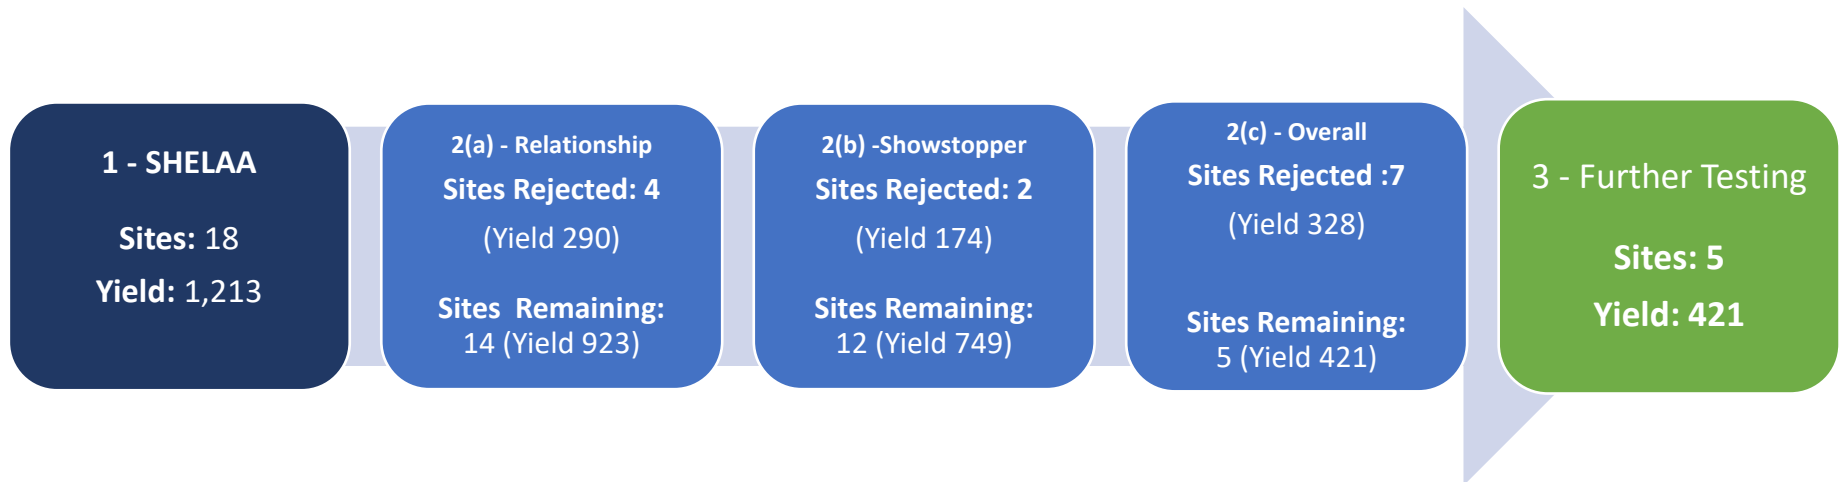 1 - SHELAA
Sites: 18
Yield: 1,213
2(a) - Relationship
Sites Rejected: 4
(Yield 290)
Sites  Remaining:
14 (Yield 923)
2(b) -Showstopper
Sites Rejected: 2
(Yield 174)
Sites Remaining:
12 (Yield 749)
2(c) - Overall
Sites Rejected :7
(Yield 328)
Sites Remaining:
5 (Yield 421)
3 - Further Testing
Sites: 5
Yield: 421